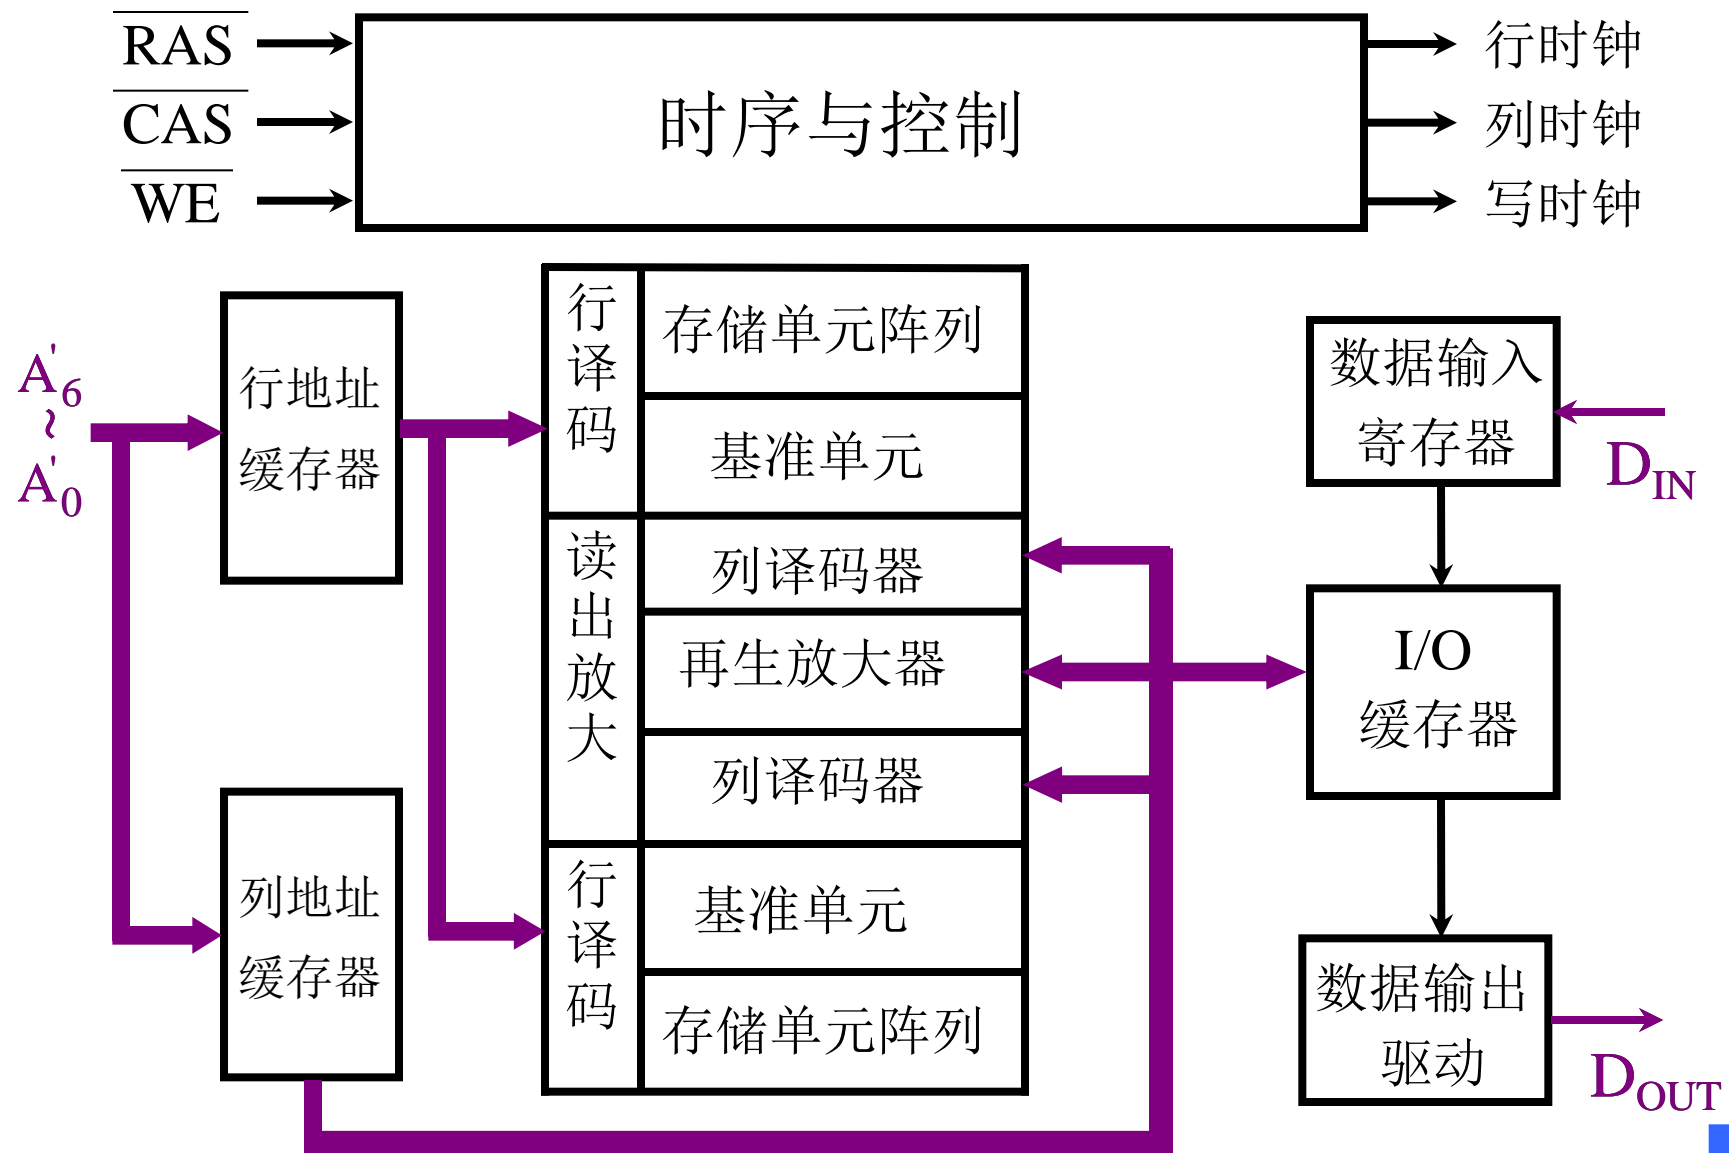 RAS
CAS
WE
时序与控制
行时钟
列时钟
写时钟
A'6
~
A'0
行地址
缓存器
列地址
缓存器
行
译
码
读
出
放
大
行
译
码
存储单元阵列
基准单元
列译码器
再生放大器
列译码器
基准单元
存储单元阵列
数据输入
寄存器
DIN
I/O
缓存器
数据输出
驱动
DOUT